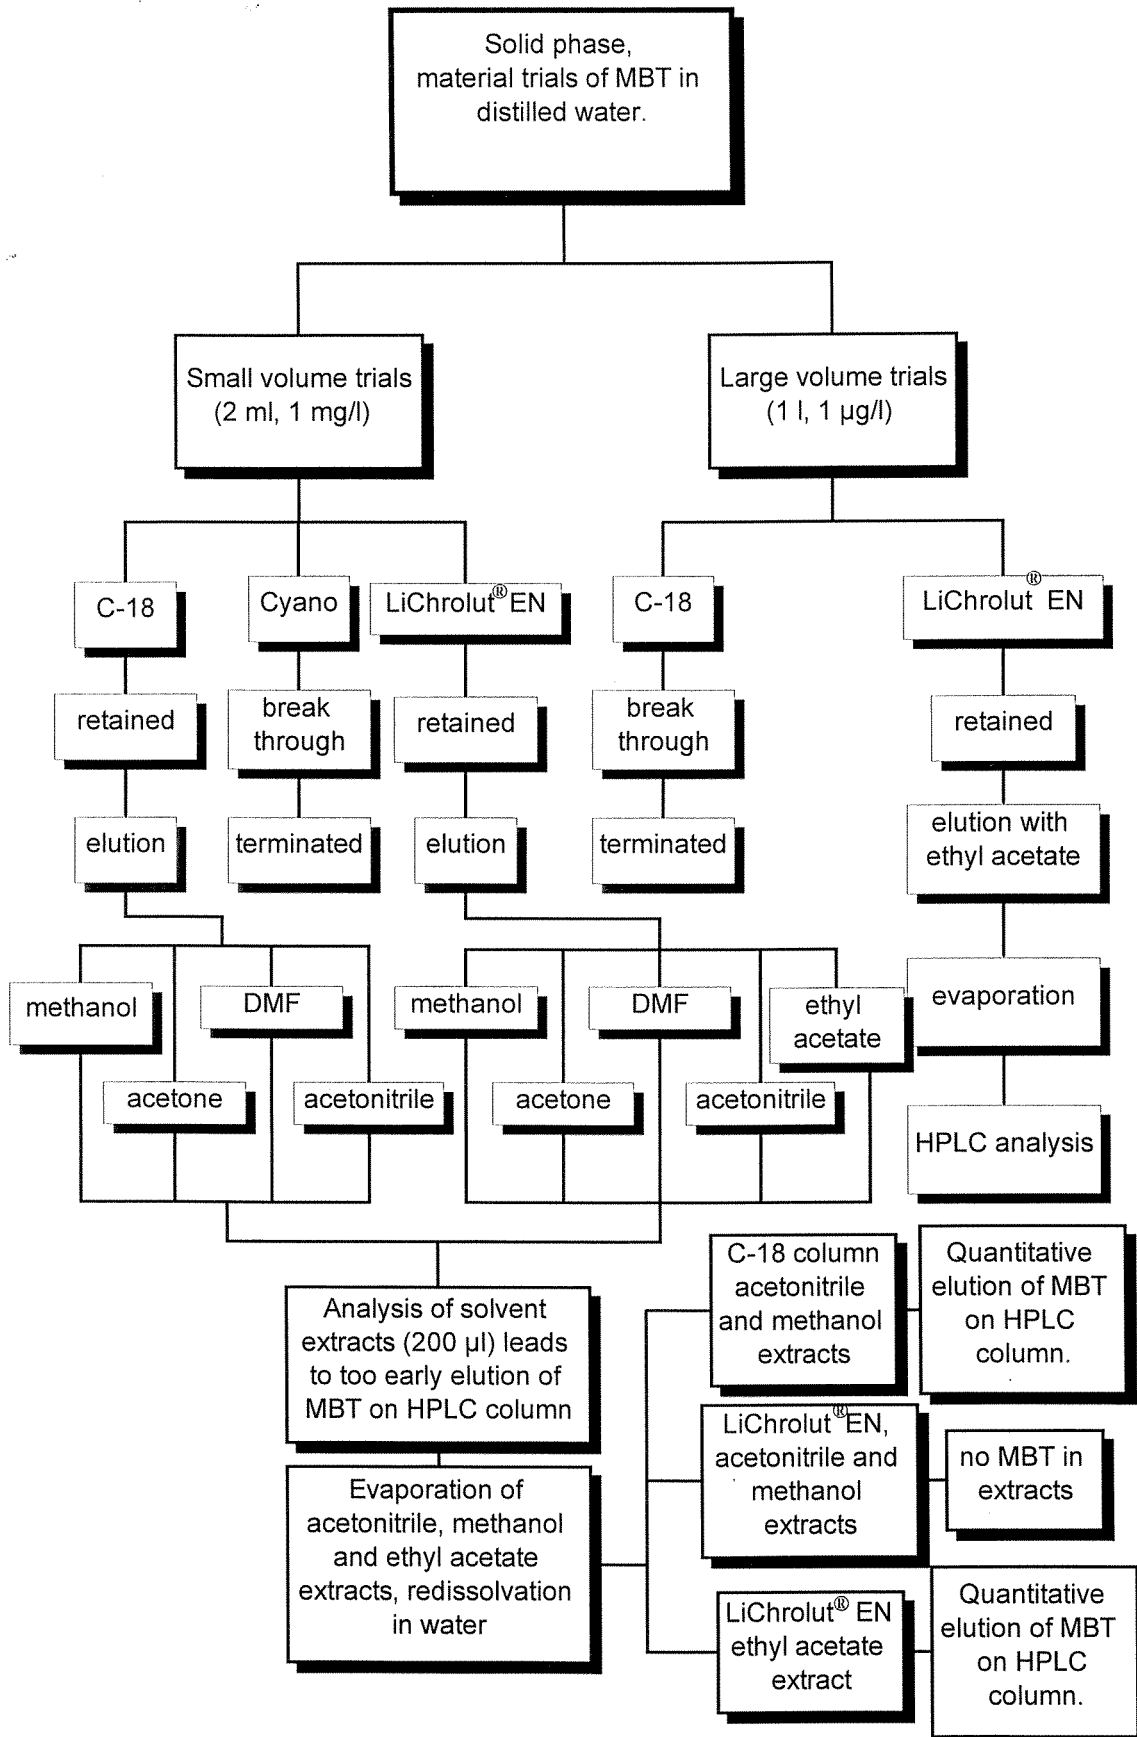 Solid phase,
material trials of MBT in
distilled water.
Small volume trials
(2 ml, 1 mg/l)
Large volume trials
(1 l, 1 µg/l)
C-18
Cyano
LiChrolut® EN
C-18
LiChrolut® EN
retained
break
through
retained
break
through
retained
elution
terminated
elution
terminated
elution with
ethyl acetate
methanol
DMF
methanol
DMF
ethyl
acetate
evaporation
acetone
acetonitrile
acetone
acetonitrile
HPLC analysis
Analysis of solvent
extracts (200 µl) leads
to too early elution of
MBT on HPLC column
Evaporation of
acetonitrile, methanol
and ethyl acetate
extracts, redissolvation
in water
C-18 column
acetonitrile
and methanol
extracts
Quantitative
elution of MBT
on HPLC
column.
LiChrolut® EN,
acetonitrile and
methanol
extracts
no MBT in
extracts
LiChrolut® EN
ethyl acetate
extract
Quantitative
elution of MBT
on HPLC
column.